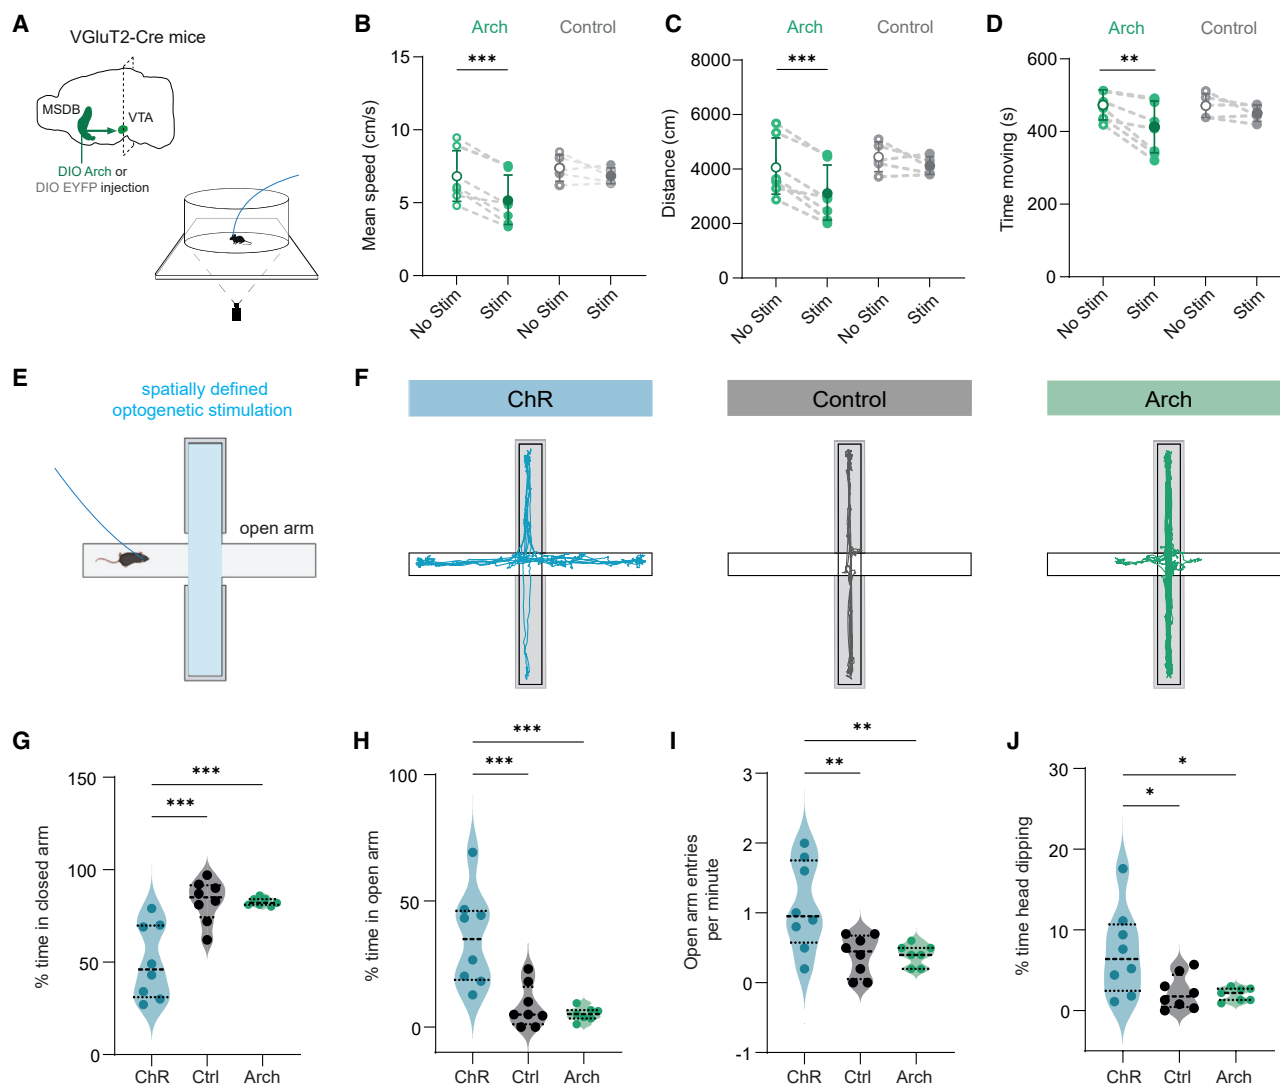 A
VGluT2-Cre mice
MSDB
VTA
DIO Arch or
DIO EYFP injection
B
Arch
Control
***
Mean speed (cm/s)
15
10
5
0
No Stim
Stim
No Stim
Stim
C
Arch
Control
***
Distance (cm)
8000
6000
4000
2000
0
No Stim
Stim
No Stim
Stim
D
Arch
Control
**
Time moving (s)
600
400
200
0
No Stim
Stim
No Stim
Stim
E
spatially defined
optogenetic stimulation
open arm
F
ChR
Control
Arch
G
***
***
% time in closed arm
150
100
50
0
ChR
Ctrl
Arch
H
***
***
% time in open arm
100
50
0
ChR
Ctrl
Arch
I
**
**
Open arm entries
per minute
3
2
1
0
-1
ChR
Ctrl
Arch
J
*
*
% time head dipping
30
20
10
0
ChR
Ctrl
Arch